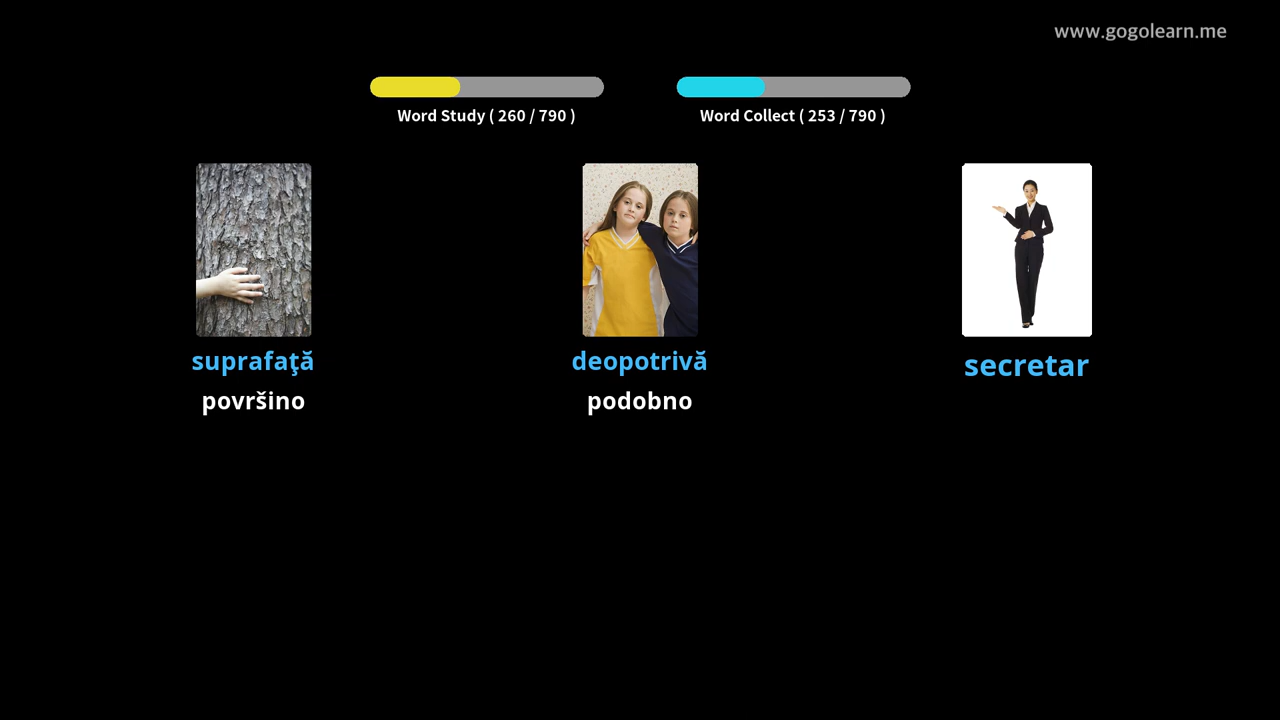 www.gogolearn.me
Word Study ( 260 / 790 )
Word Collect ( 253 / 790 )
suprafaţă
površino
deopotrivă
podobno
secretar